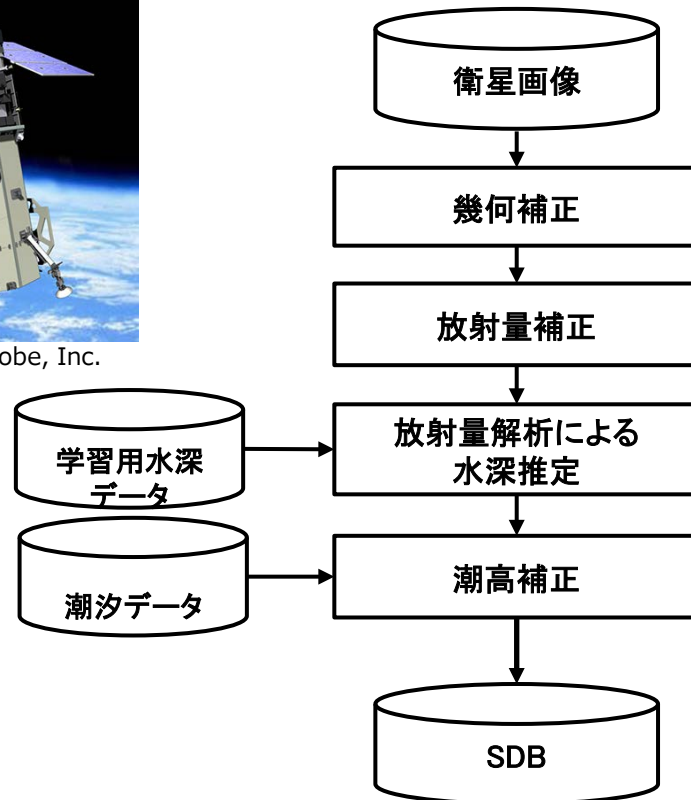 衛星画像
幾何補正
放射量補正
obe, Inc.
放射量解析による
水深推定
学習用水深
データ
潮高補正
潮汐データ
SDB